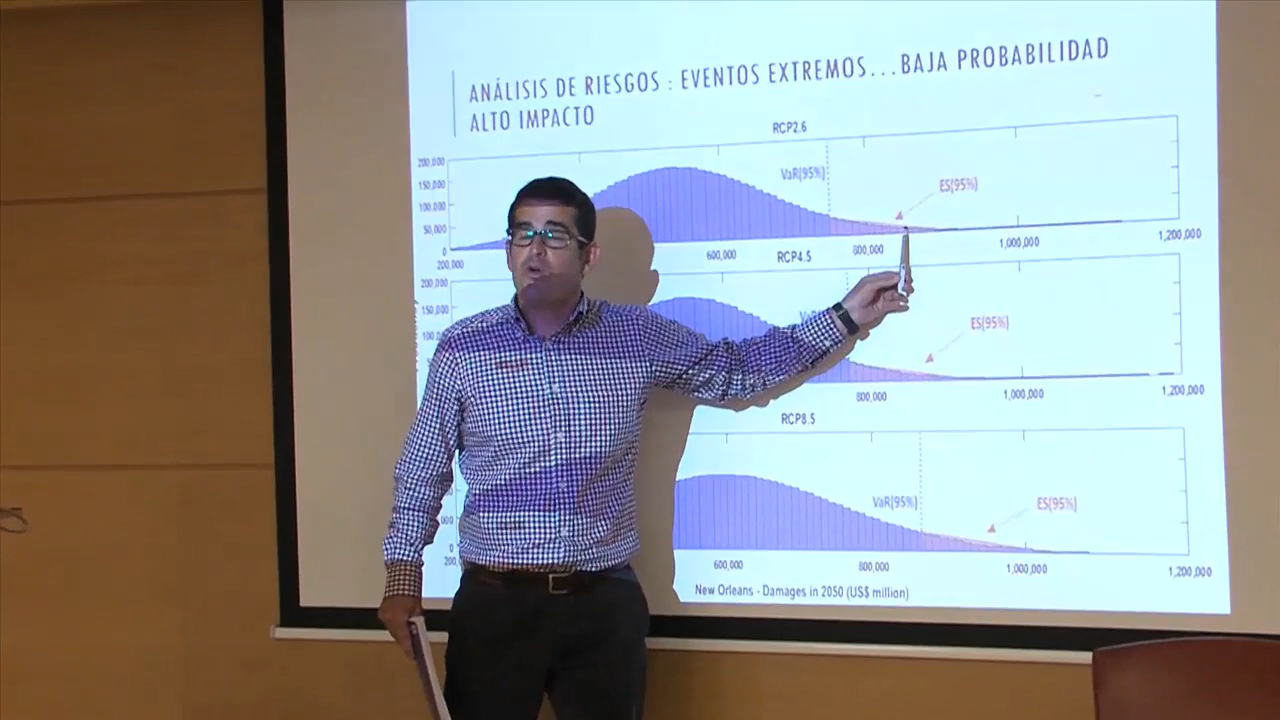 ANÁLISIS DE RIESGOS : EVENTOS EXTREMOS...BAJA PROBABILIDAD
ALTO IMPACTO
RCP2.6
200,000
150,000
100,000
50,000
0
VaR(95%)
ES(95%)
200,000
600,000
800,000
1,000,000
1,200,000
RCP4.5
200,000
150,000
ES(95%)
800,000
1,000,000
1,200,000
RCP8.5
VaR(95%)
ES(95%)
0
600,000
800,000
1,000,000
1,200,000
New Orleans - Damages in 2050 (US$ million)